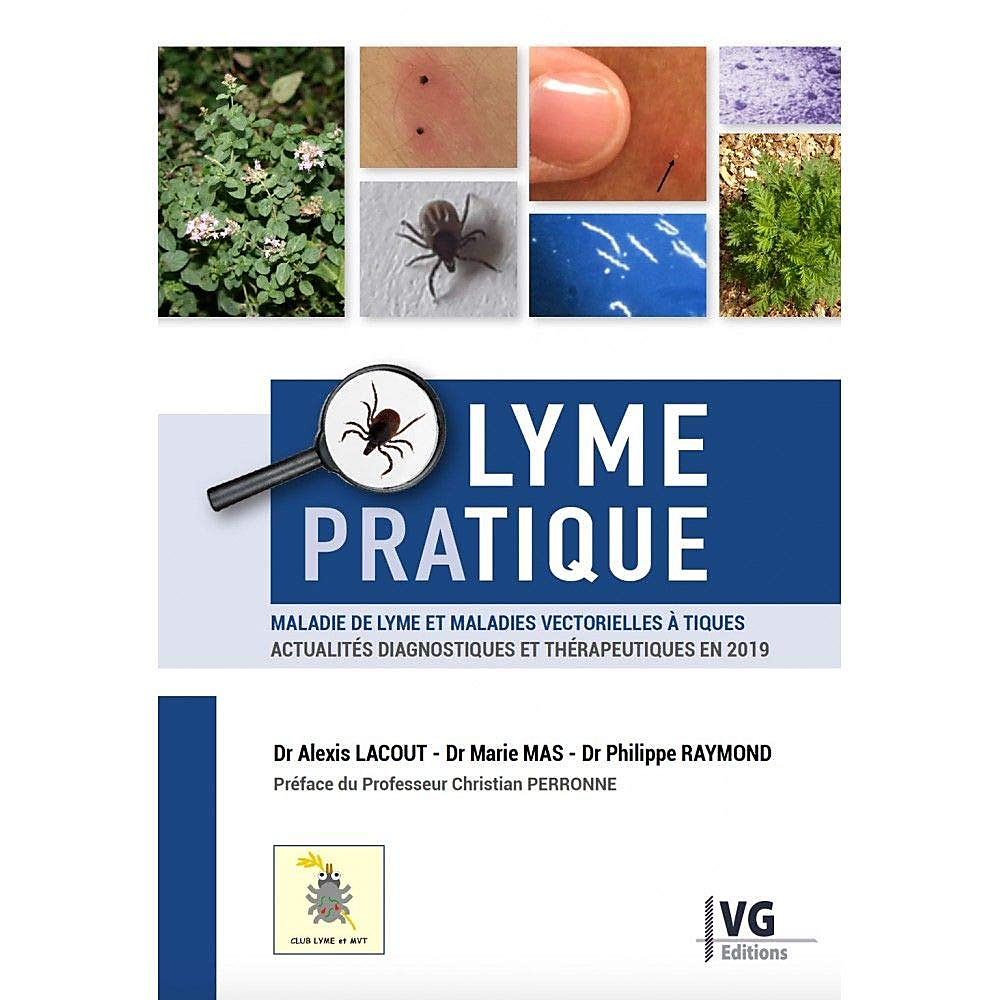 LYME
PRATIQUE
MALADIE DE LYME ET MALADIES VECTORIELLES À TIQUES
ACTUALITÉS DIAGNOSTIQUES ET THÉRAPEUTIQUES EN 2019
Dr Alexis LACOUT - Dr Marie MAS - Dr Philippe RAYMOND
Préface du Professeur Christian PERRONNE
CLUB LYME et MVT
VG
Editions